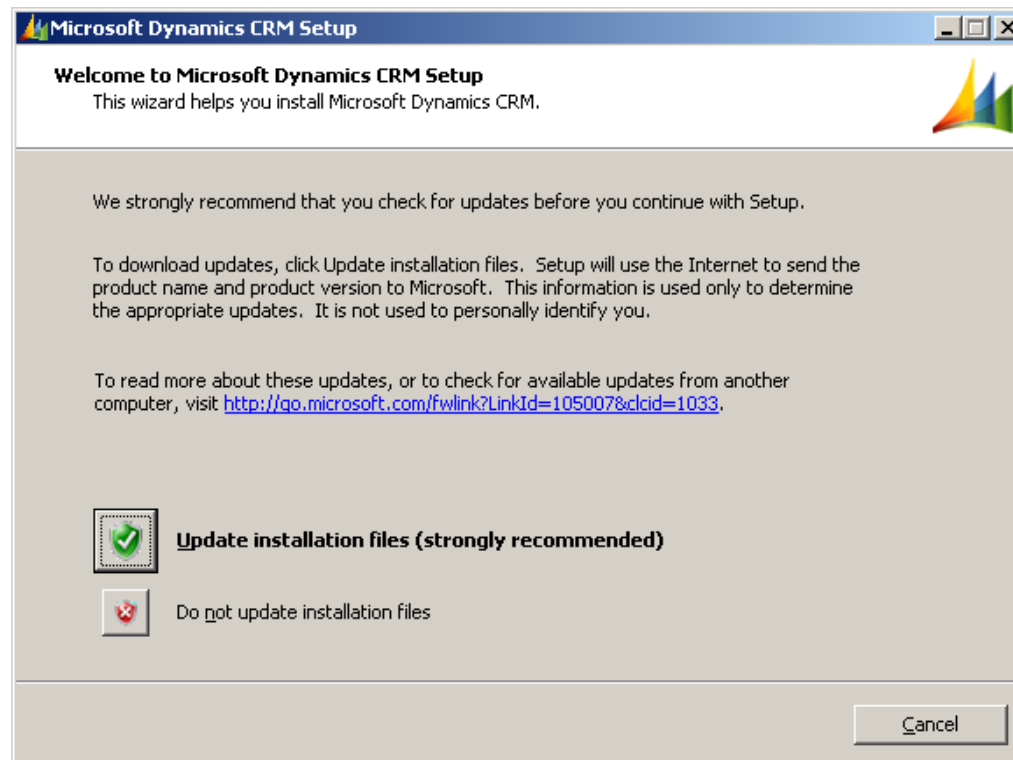 Microsoft Dynamics CRM Setup
Welcome to Microsoft Dynamics CRM Setup
This wizard helps you install Microsoft Dynamics CRM.
We strongly recommend that you check for updates before you continue with Setup.
To download updates, click Update installation files. Setup will use the Internet to send the
product name and product version to Microsoft. This information is used only to determine
the appropriate updates. It is not used to personally identify you.
To read more about these updates, or to check for available updates from another
computer, visit http://go.microsoft.com/fwlink?LinkId=105007&clcid=1033.
Update installation files (strongly recommended)
Do not update installation files
Cancel